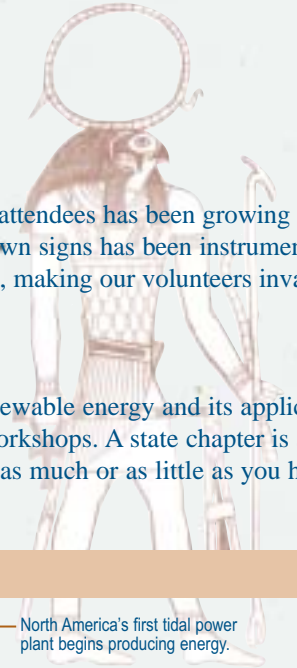 attendees has been growing
wn signs has been instrumen
, making our volunteers inva
ewable energy and its applic
orkshops. A state chapter is
as much or as little as you h
North America's first tidal power
plant begins producing energy.